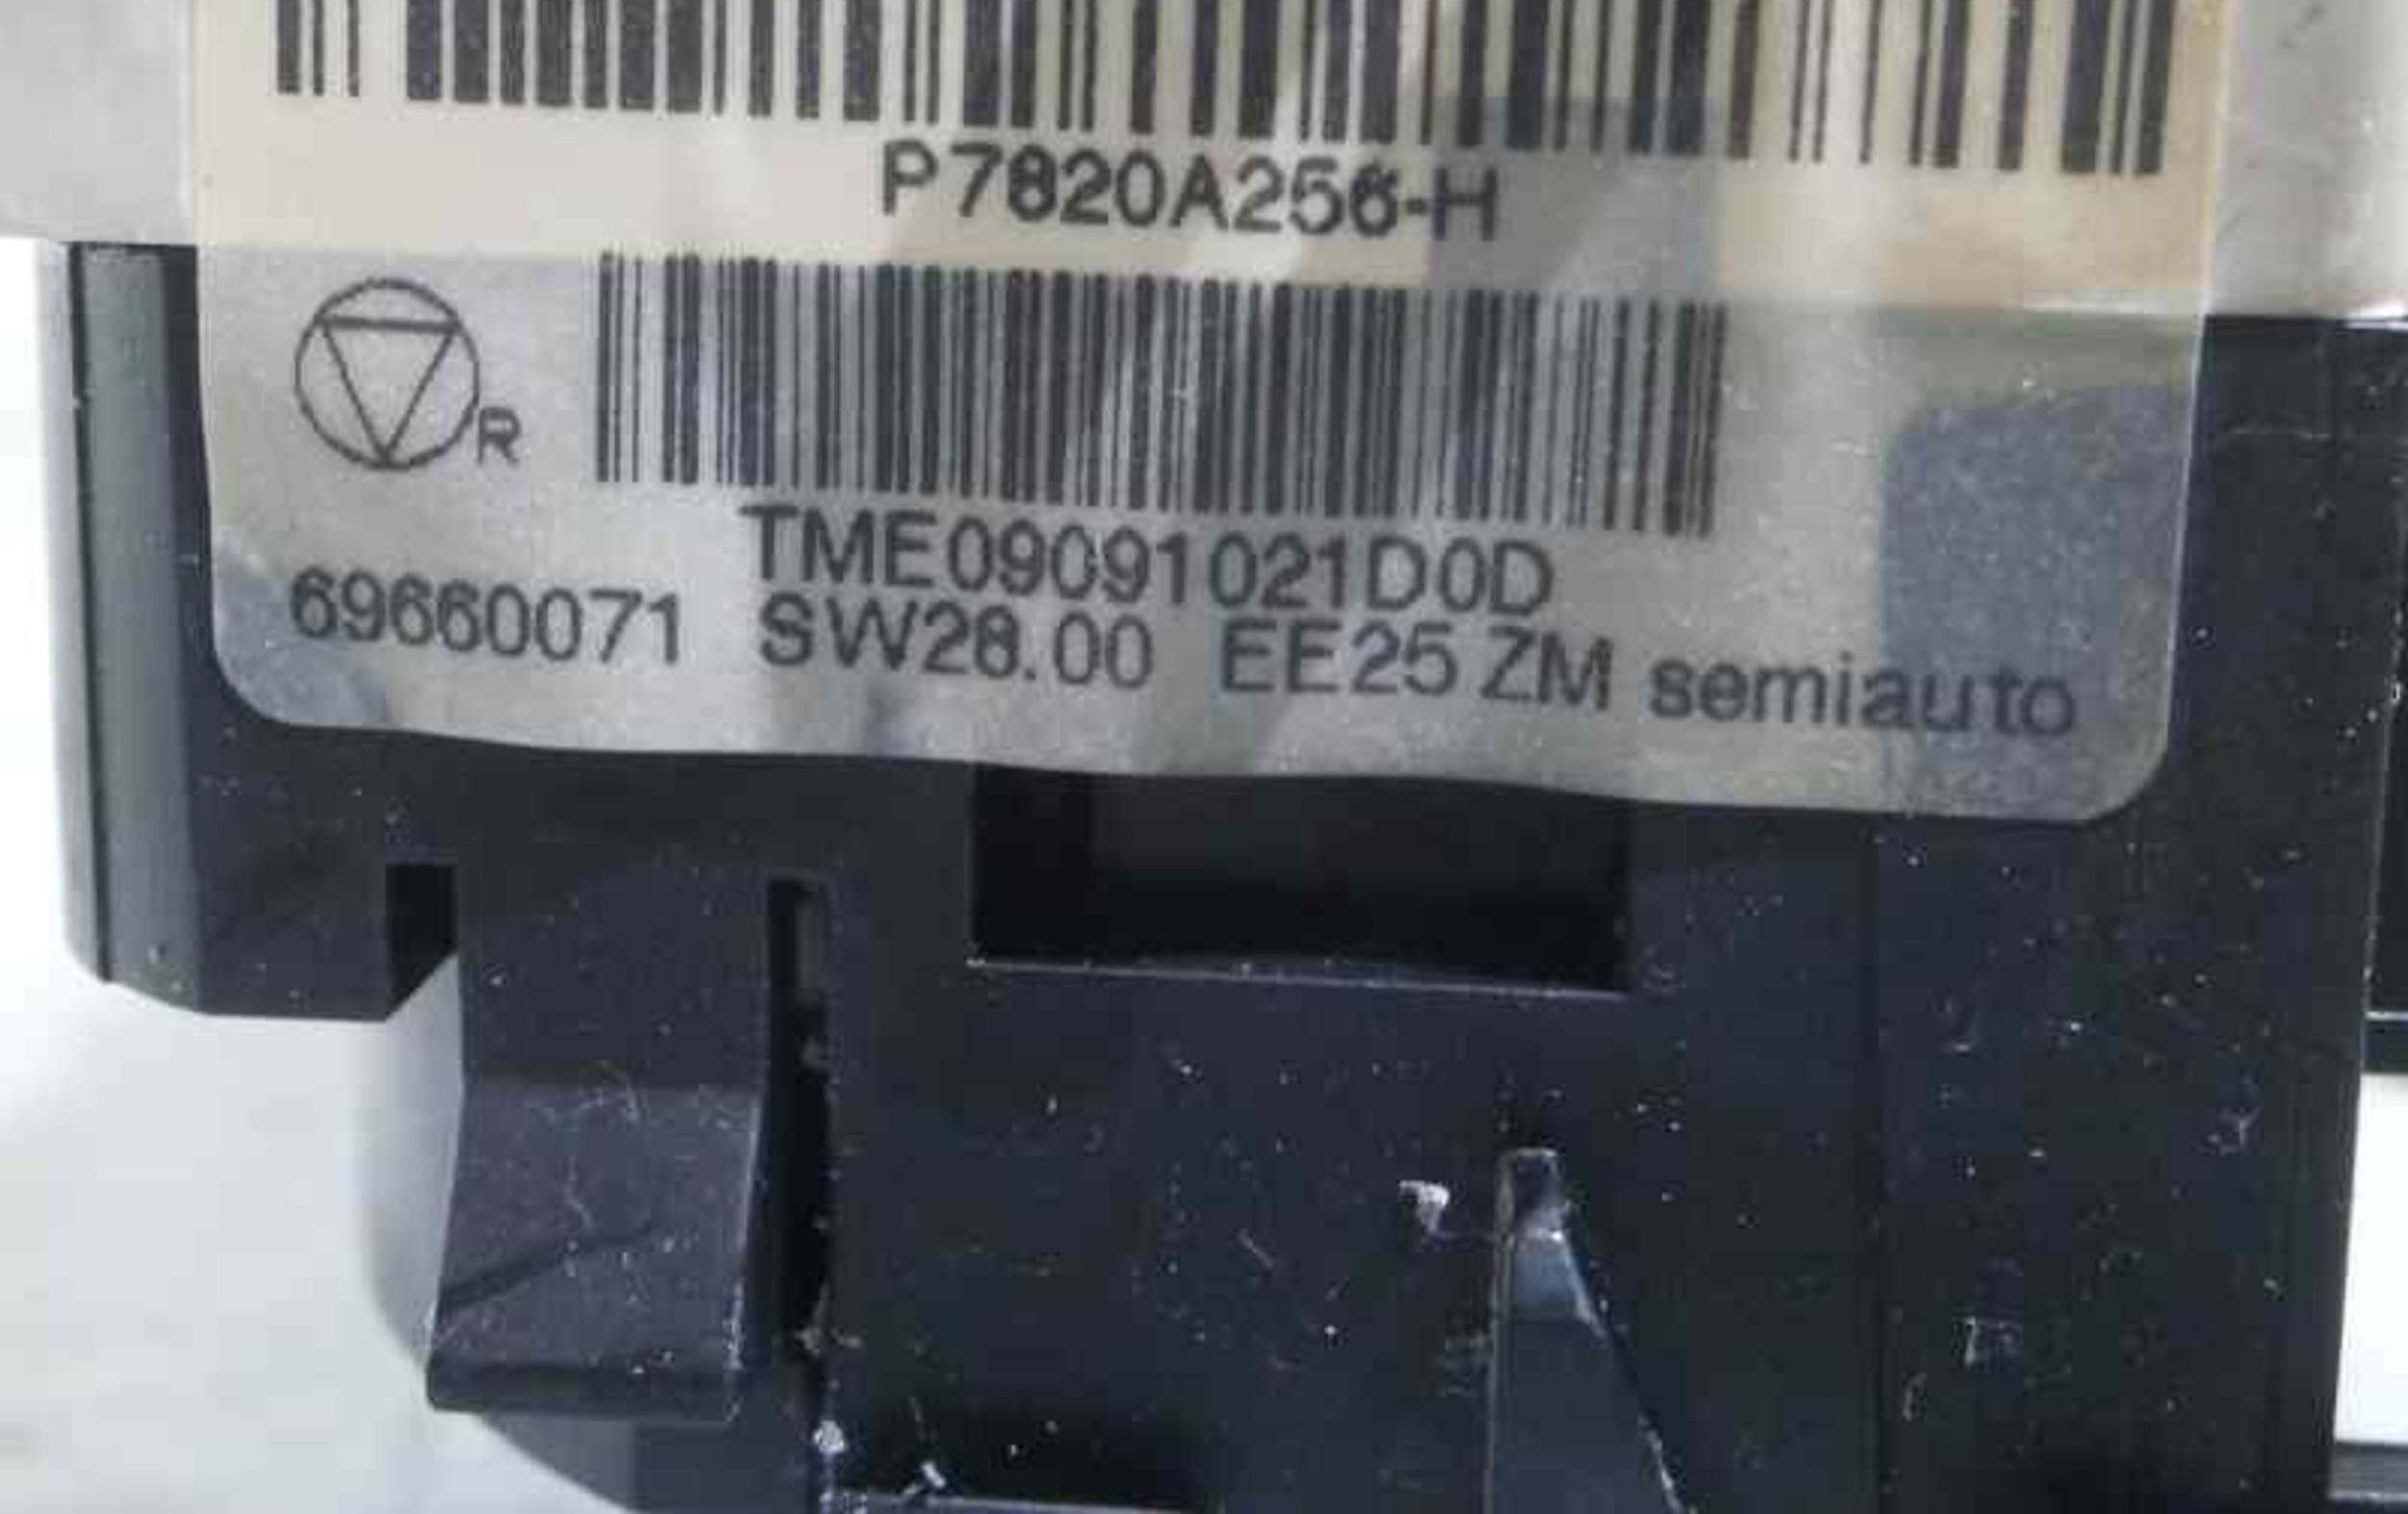 P7820A256-H
R
TME09091021D0D
69660071 SW28.00 EE25 ZM semiauto